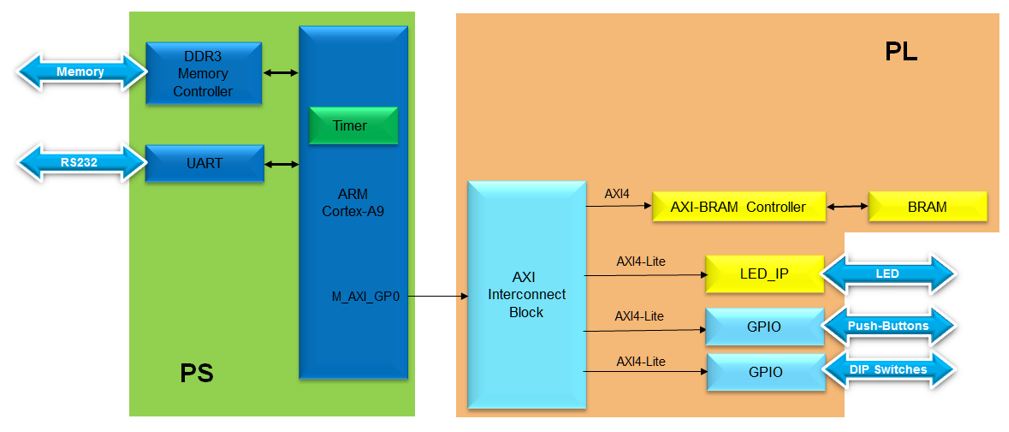 PL
DDR3
Memory
Controller
Memory
Timer
RS232
UART
ARM
Cortex-A9
AXI4
AXI-BRAM Controller
BRAM
AXI4-Lite
LED_IP
LED
AXI
Interconnect
Block
M_AXI_GP0
AXI4-Lite
GPIO
Push-Buttons
AXI4-Lite
GPIO
DIP Switches
PS